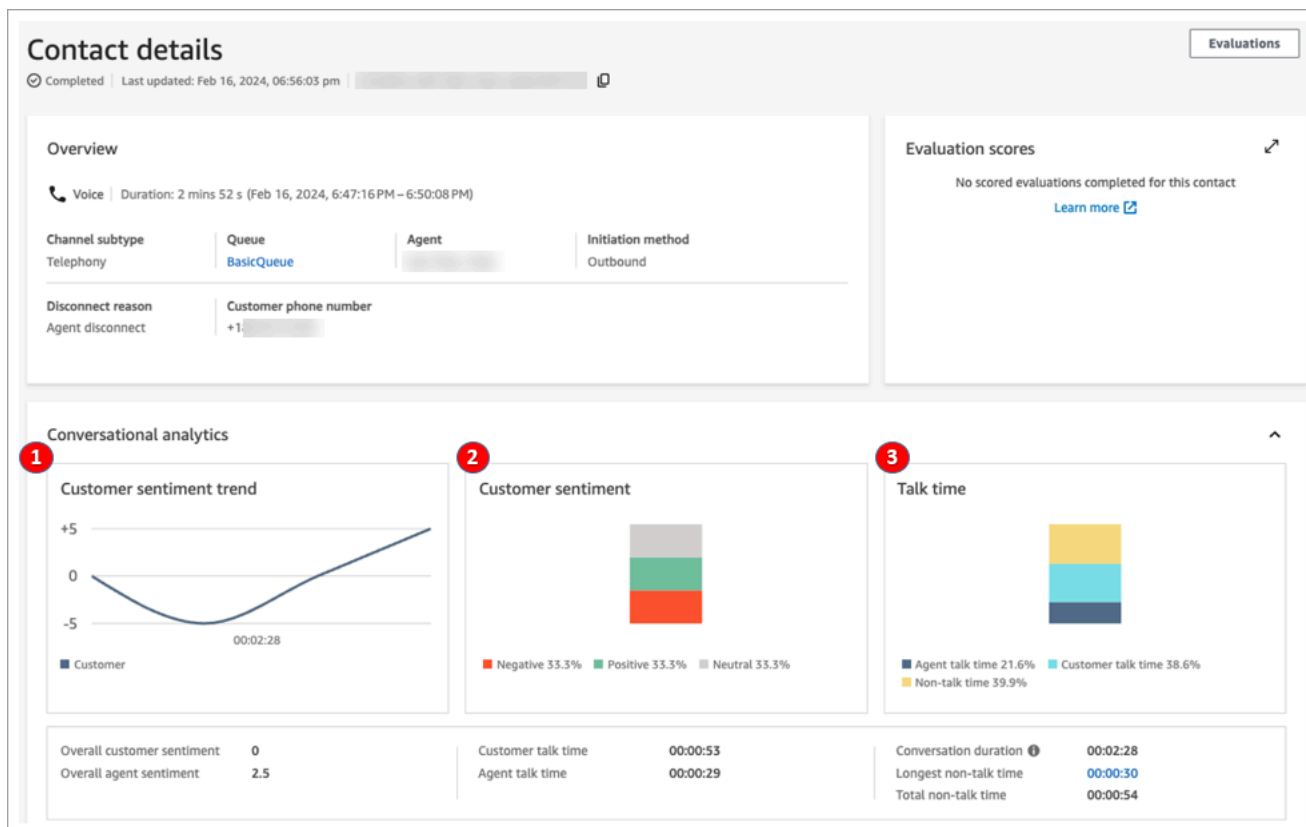 Contact details
Evaluations
Completed Last updated: Feb 16, 2024, 06:56:03 pm
Overview
Voice Duration: 2 mins 52 s (Feb 16, 2024, 6:47:16 PM – 6:50:08 PM)
Channel subtype Queue Agent Initiation method
Telephony BasicQueue Outbound
Disconnect reason Customer phone number
Agent disconnect +1
Evaluation scores
No scored evaluations completed for this contact
Learn more
Conversational analytics
1
Customer sentiment trend
+5
0
-5
00:02:28
Customer
2
Customer sentiment
Negative 33.3% Positive 33.3% Neutral 33.3%
3
Talk time
Agent talk time 21.6% Customer talk time 38.6%
Non-talk time 39.9%
Overall customer sentiment 0
Overall agent sentiment 2.5
Customer talk time 00:00:53
Agent talk time 00:00:29
Conversation duration 00:02:28
Longest non-talk time 00:00:30
Total non-talk time 00:00:54